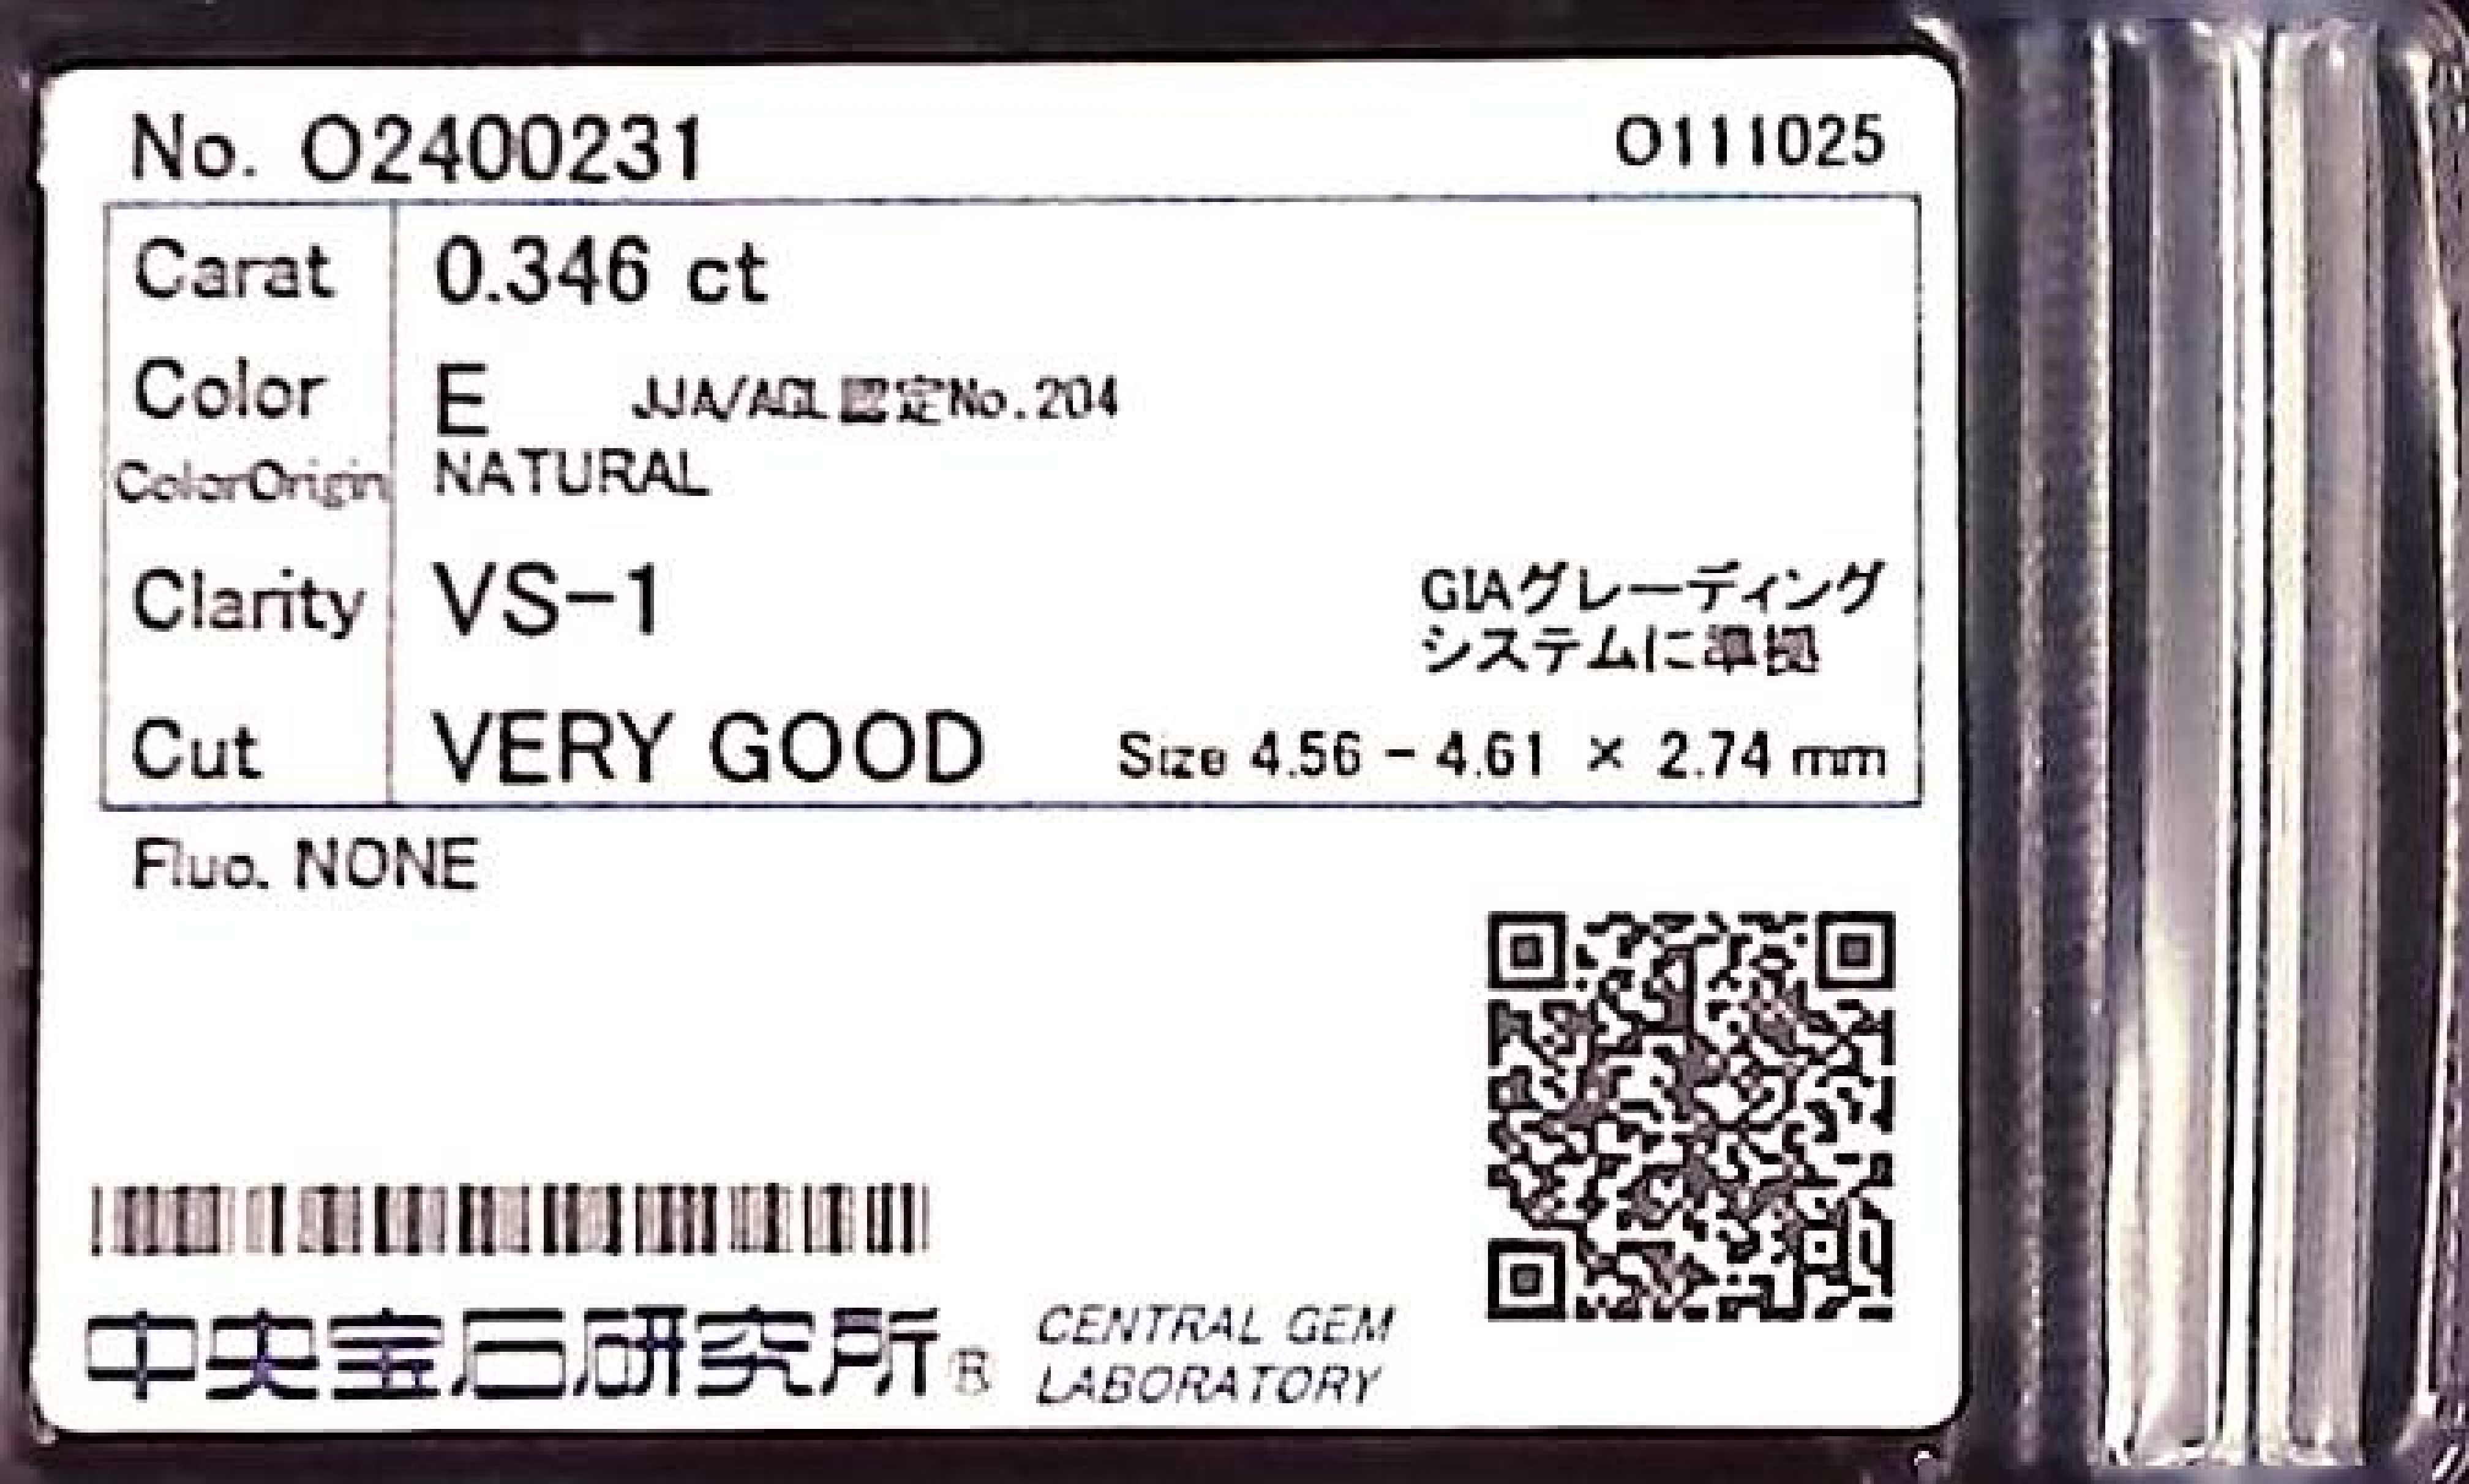 No. O2400231 O111025
Carat 0.346 ct
Color E JJA/AGL認定No.204
ColorOrigin NATURAL
Clarity VS-1
GIAグレーディング
システムに準拠
Cut VERY GOOD Size 4.56 - 4.61 × 2.74 mm
Fluo. NONE
中央宝石研究所® CENTRAL GEM
LABORATORY